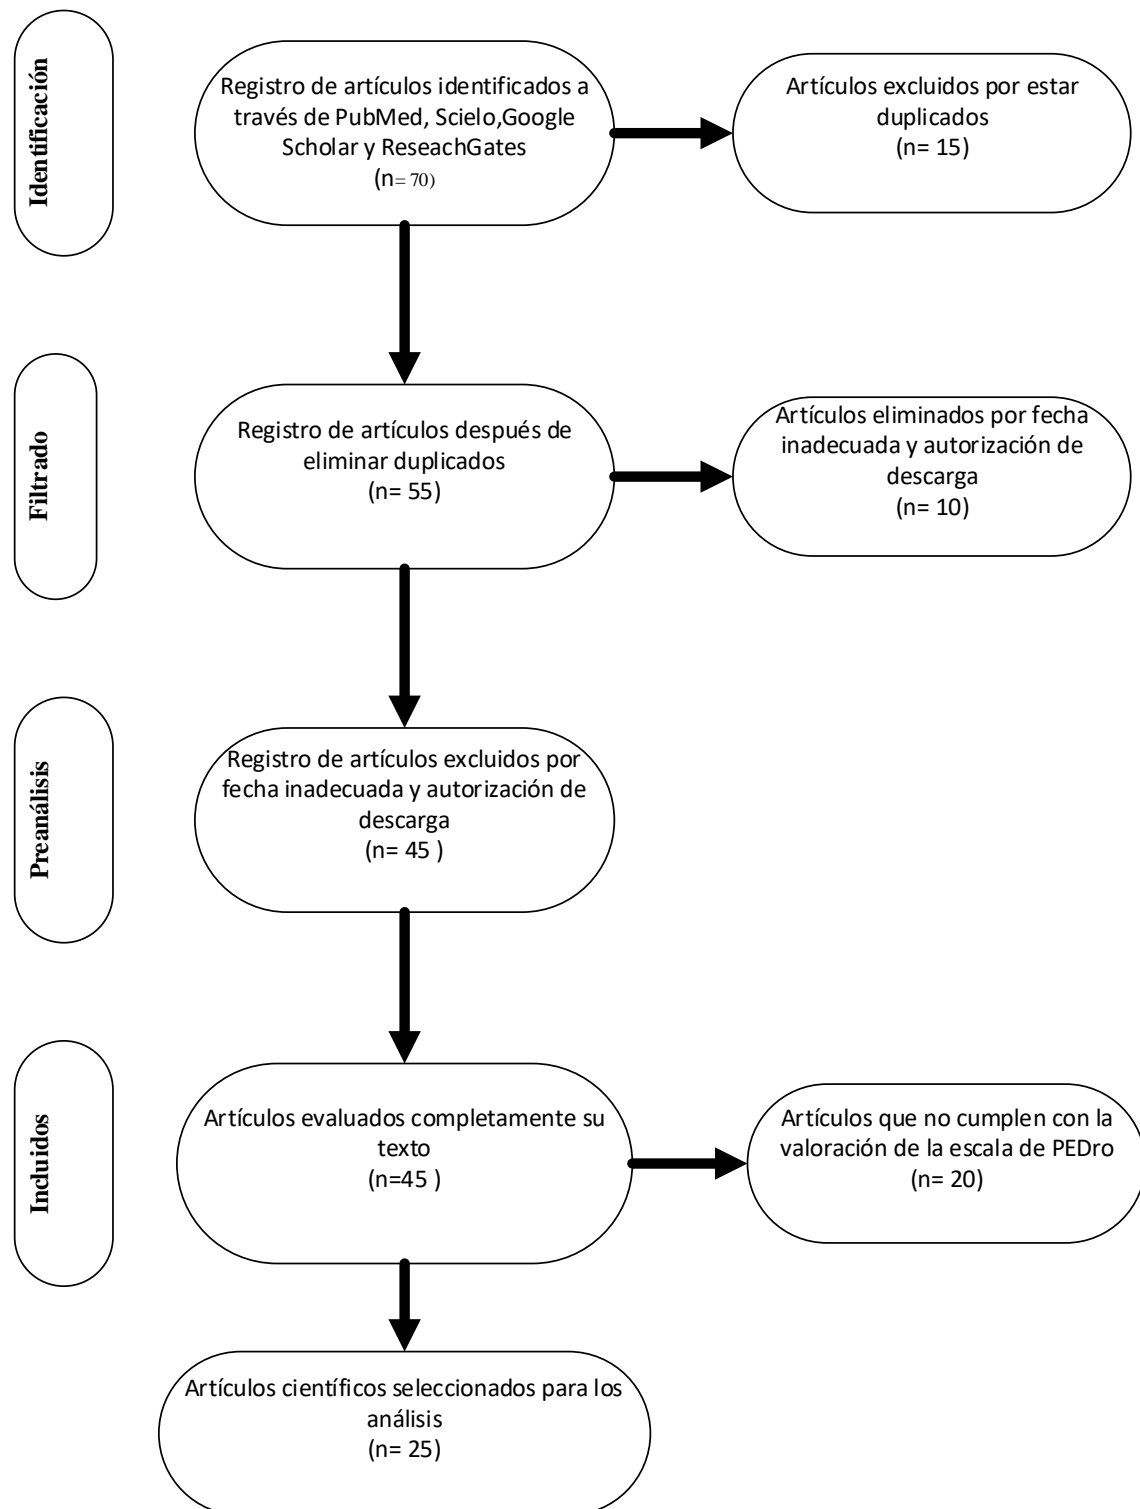 Identificación
Registro de artículos identificados a
través de PubMed, Scielo,Google
Scholar y ReseachGates
(n= 70)
Artículos excluidos por estar
duplicados
(n= 15)
Filtrado
Registro de artículos después de
eliminar duplicados
(n= 55)
Artículos eliminados por fecha
inadecuada y autorización de
descarga
(n= 10)
Preanálisis
Registro de artículos excluidos por
fecha inadecuada y autorización de
descarga
(n= 45 )
Incluidos
Artículos evaluados completamente su
texto
(n=45 )
Artículos que no cumplen con la
valoración de la escala de PEDro
(n= 20)
Artículos científicos seleccionados para los
análisis
(n= 25)